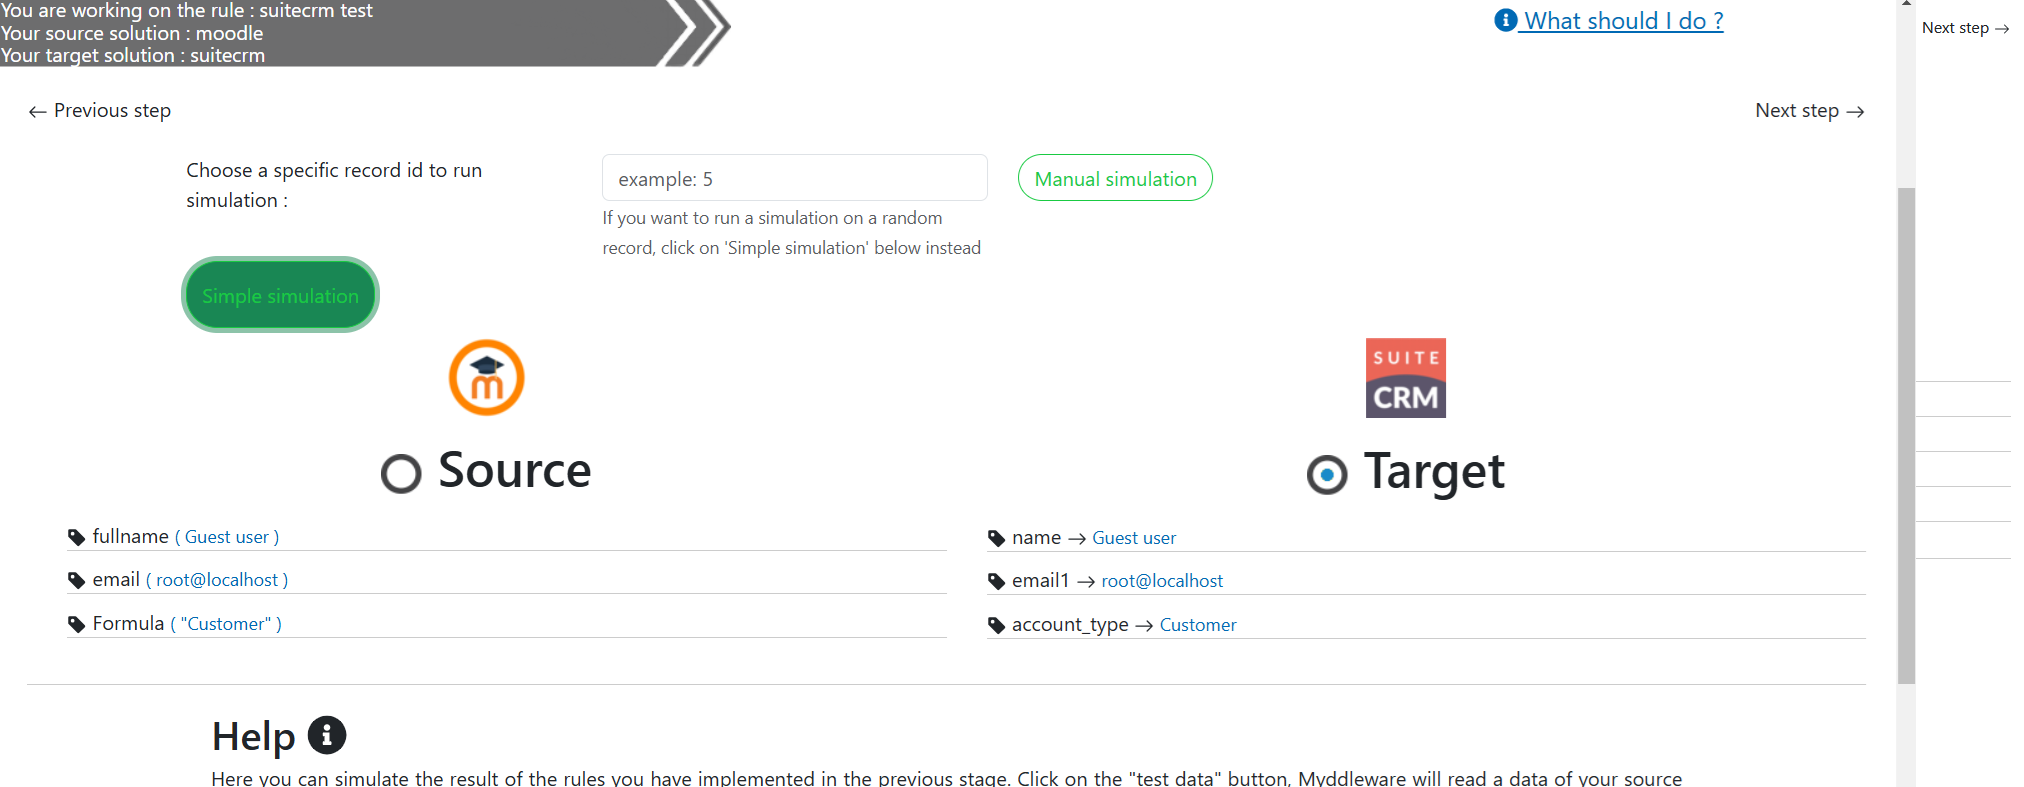 You are working on the rule : suitecrm test
Your source solution : moodle
Your target solution : suitecrm
What should I do ?
Next step →
← Previous step
Next step →
Choose a specific record id to run
simulation :
example: 5
Manual simulation
If you want to run a simulation on a random
record, click on 'Simple simulation' below instead
Simple simulation
m
SUITE
CRM
Source
Target
fullname ( Guest user )
name → Guest user
email ( root@localhost )
email1 → root@localhost
Formula ( "Customer" )
account_type → Customer
Help
Here you can simulate the result of the rules you have implemented in the previous stage. Click on the "test data" button, Myddleware will read a data of your source